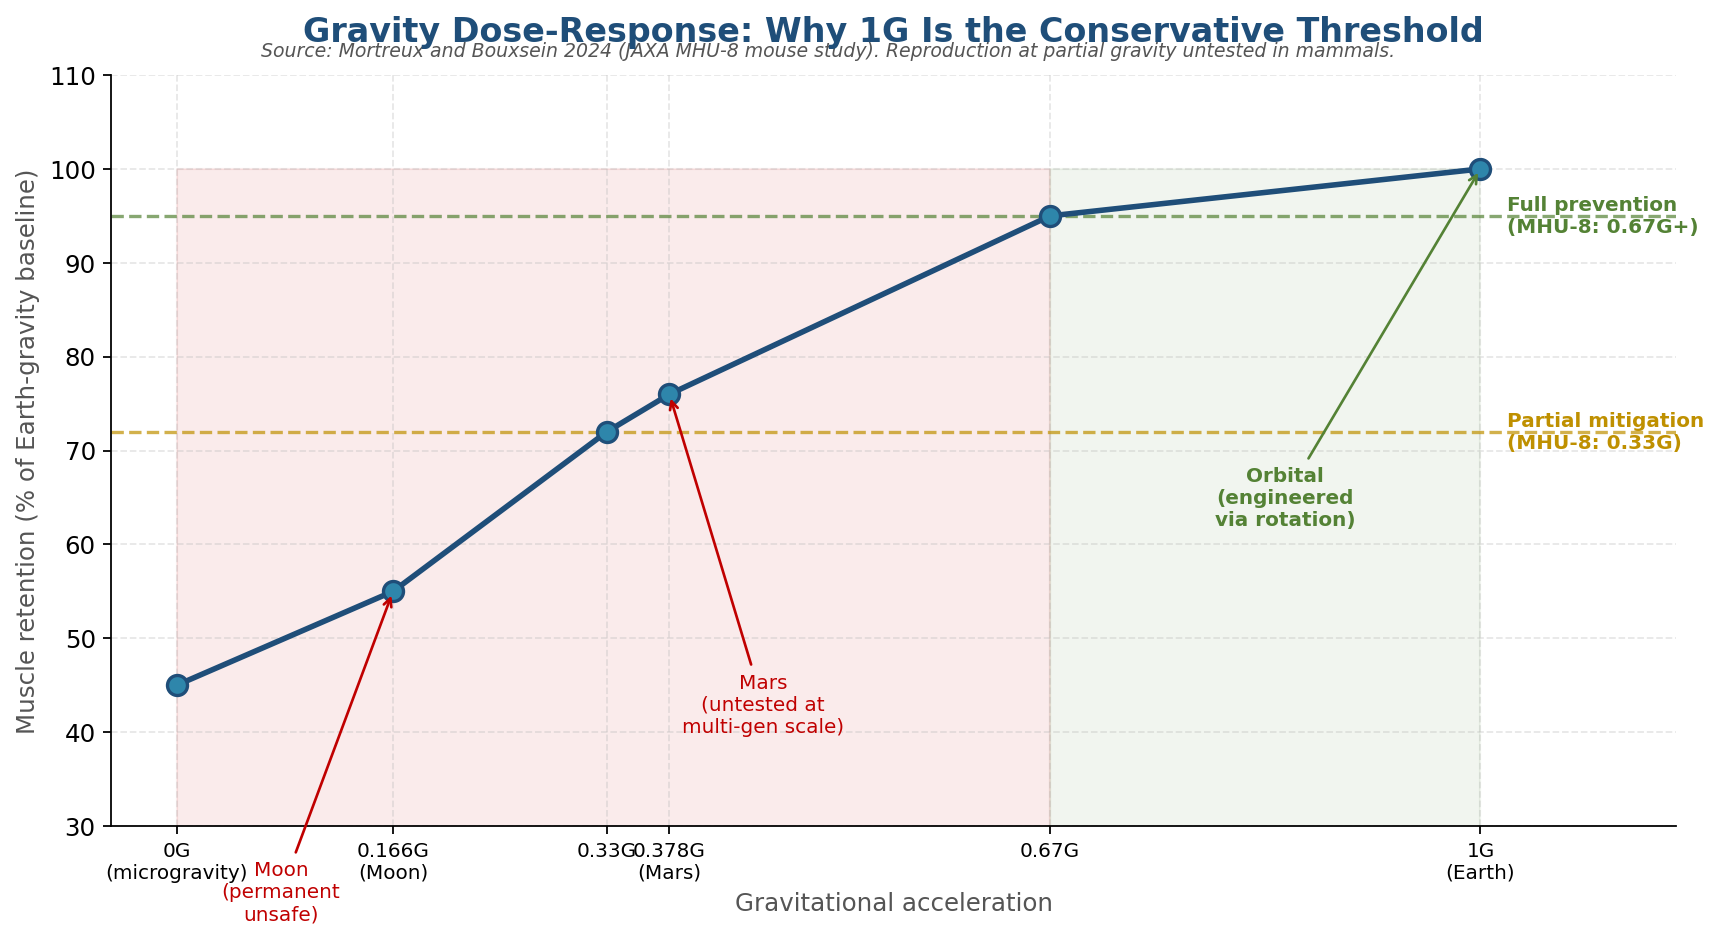 Gravity Dose-Response: Why 1G Is the Conservative Threshold
Source: Mortreux and Bouxsein 2024 (JAXA MHU-8 mouse study). Reproduction at partial gravity untested in mammals.
Muscle retention (% of Earth-gravity baseline)
110
100
90
80
70
60
50
40
30
Full prevention
(MHU-8: 0.67G+)
Partial mitigation
(MHU-8: 0.33G)
Orbital
(engineered
via rotation)
Mars
(untested at
multi-gen scale)
Moon
(permanent
unsafe)
0G
(microgravity)
0.166G
(Moon)
0.33G
0.378G
(Mars)
0.67G
1G
(Earth)
Gravitational acceleration